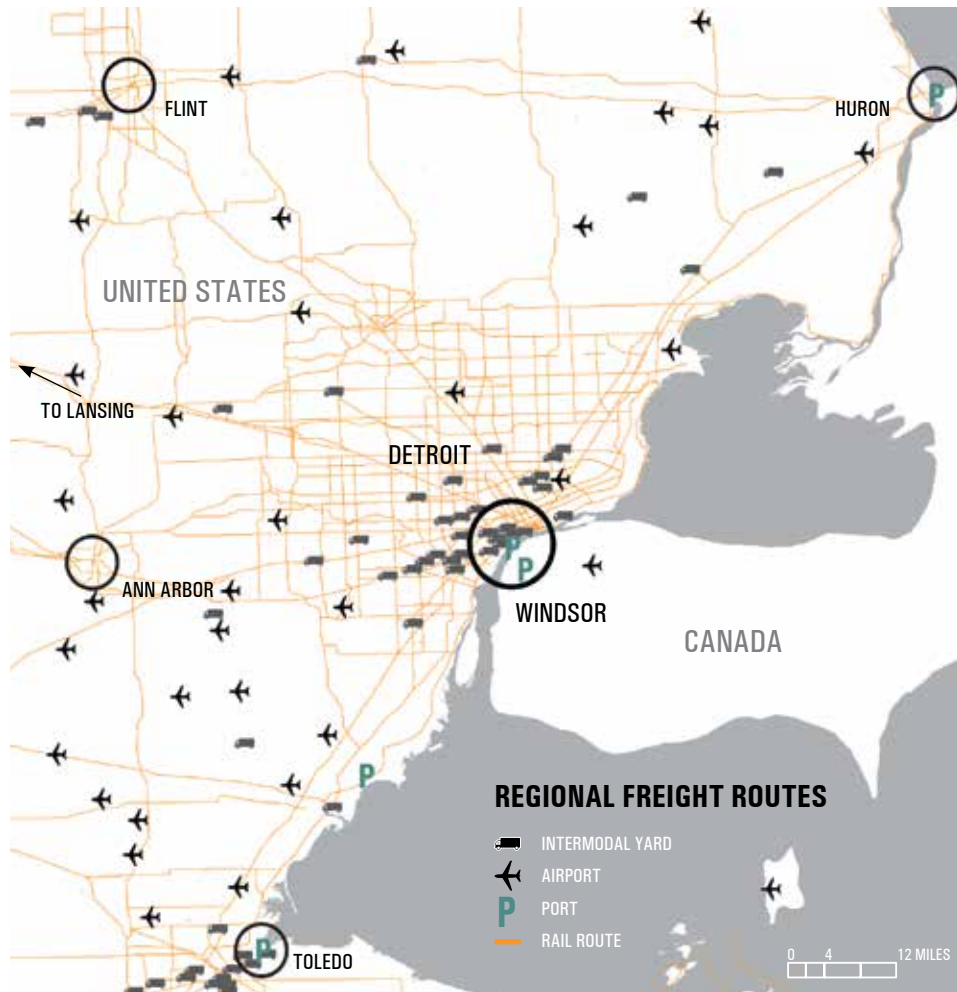 FLINT
HURON
P
UNITED STATES
TO LANSING
DETROIT
ANN ARBOR
P
P
WINDSOR
CANADA
P
REGIONAL FREIGHT ROUTES
INTERMODAL YARD
AIRPORT
P PORT
RAIL ROUTE
P
TOLEDO
0 4 12 MILES